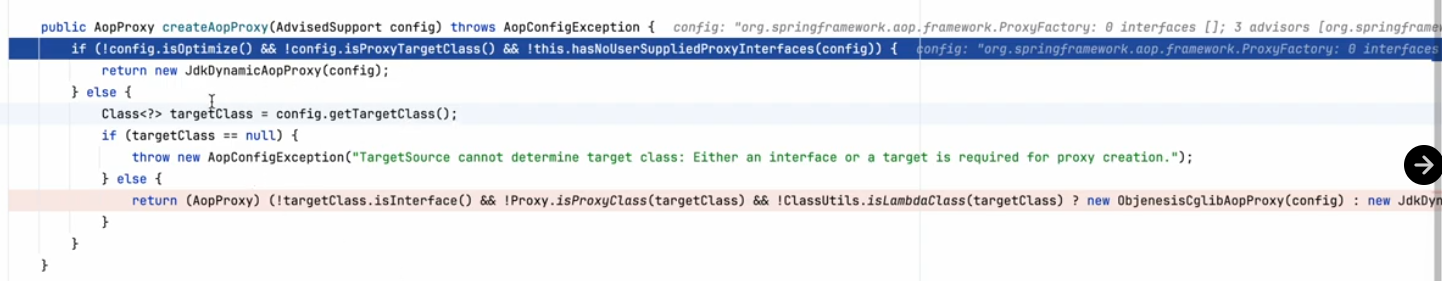 public AopProxy createAopProxy(AdvisedSupport config) throws AopConfigException {  config: "org.springframework.aop.framework.ProxyFactory: 0 interfaces []; 3 advisors [org.springframew
if (!config.isOptimize() && !config.isProxyTargetClass() && !this.hasNoUserSuppliedProxyInterfaces(config)) {  config: "org.springframework.aop.framework.ProxyFactory: 0 interfaces
return new JdkDynamicAopProxy(config);
} else {
Class<?> targetClass = config.getTargetClass();
if (targetClass == null) {
throw new AopConfigException("TargetSource cannot determine target class: Either an interface or a target is required for proxy creation.");
} else {
return (AopProxy) (!targetClass.isInterface() && !Proxy.isProxyClass(targetClass) && !ClassUtils.isLambdaClass(targetClass) ? new ObjenesisCglibAopProxy(config) : new JdkDyn
}
}
}